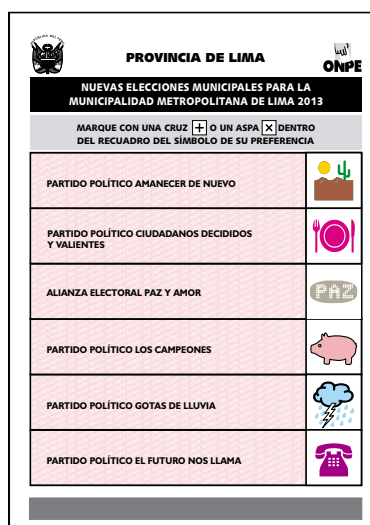 PROVINCIA DE LIMA
ONPE
NUEVAS ELECCIONES MUNICIPALES PARA LA
MUNICIPALIDAD METROPOLITANA DE LIMA 2013
MARQUE CON UNA CRUZ + O UN ASPA X DENTRO
DEL RECUADRO DEL SÍMBOLO DE SU PREFERENCIA
PARTIDO POLÍTICO AMANECER DE NUEVO
PARTIDO POLÍTICO CIUDADANOS DECIDIDOS
Y VALIENTES
ALIANZA ELECTORAL PAZ Y AMOR
PAZ
PARTIDO POLÍTICO LOS CAMPEONES
PARTIDO POLÍTICO GOTAS DE LLUVIA
PARTIDO POLÍTICO EL FUTURO NOS LLAMA